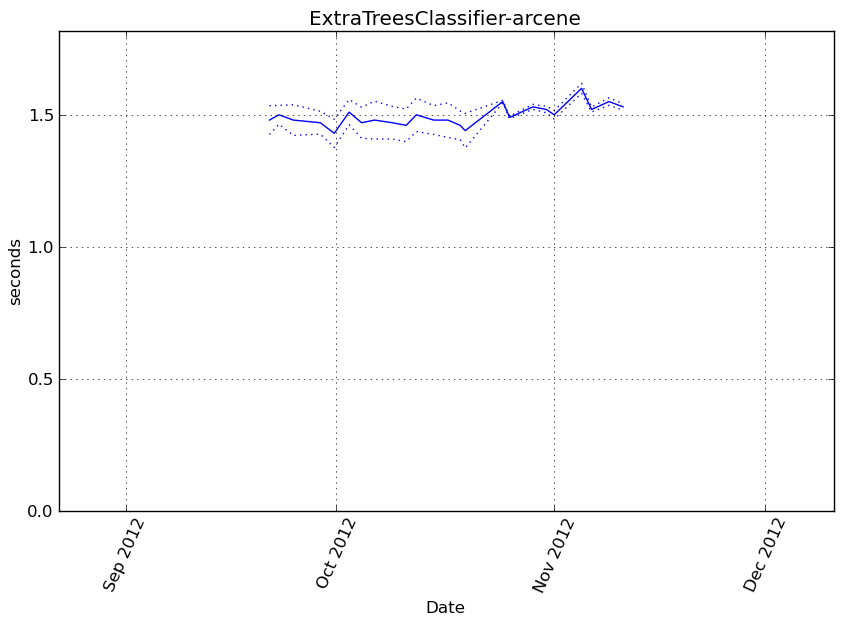 ExtraTreesClassifier-arcene
1.5
1.0
0.5
0.0
seconds
Sep 2012
Oct 2012
Nov 2012
Dec 2012
Date